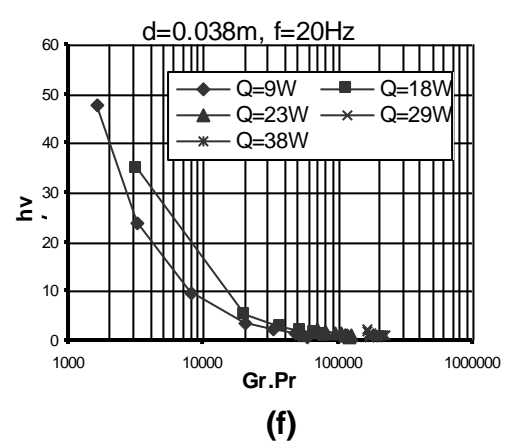 d=0.038m, f=20Hz
60
50
40
30
20
10
0
hv,
Q=9W Q=18W
Q=23W Q=29W
Q=38W
1000 10000 100000 1000000
Gr.Pr
(f)